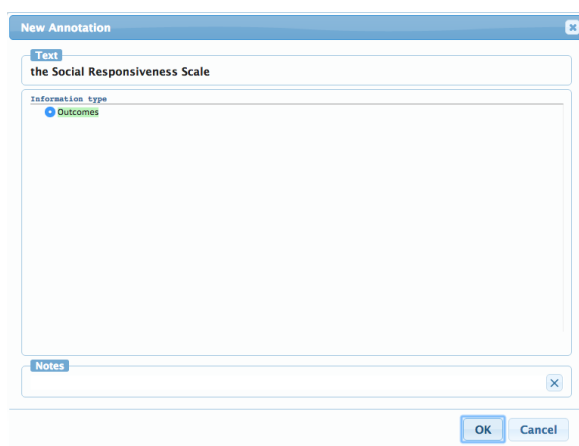 New Annotation
Text
the Social Responsiveness Scale
Information type
Outcomes
Notes
OK Cancel